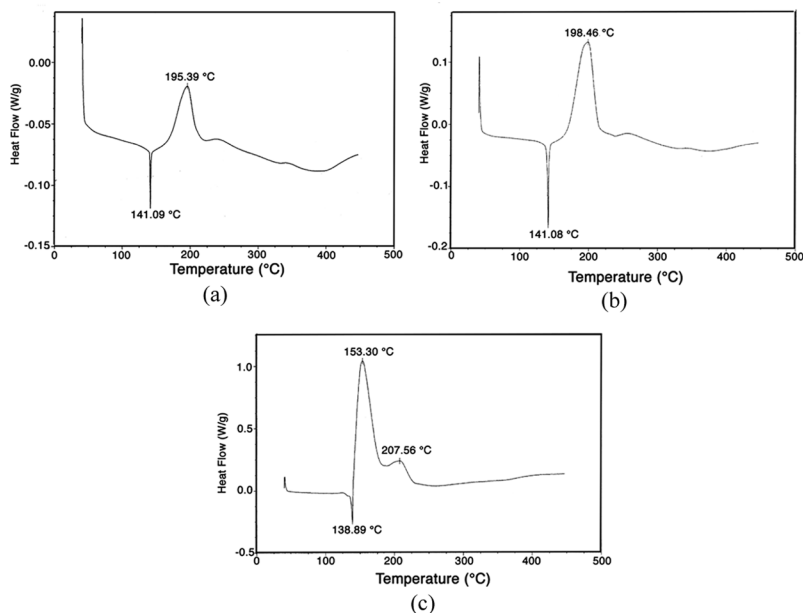 195.39 °C
0.00
-0.05
-0.10
-0.15
Heat Flow (W/g)
141.09 °C
0
100
200
300
400
500
Temperature (°C)
(a)
198.46 °C
0.1
0.0
-0.1
-0.2
Heat Flow (W/g)
141.08 °C
0
100
200
300
400
500
Temperature (°C)
(b)
153.30 °C
1.0
0.5
0.0
-0.5
Heat Flow (W/g)
207.56 °C
138.89 °C
0
100
200
300
400
500
Temperature (°C)
(c)